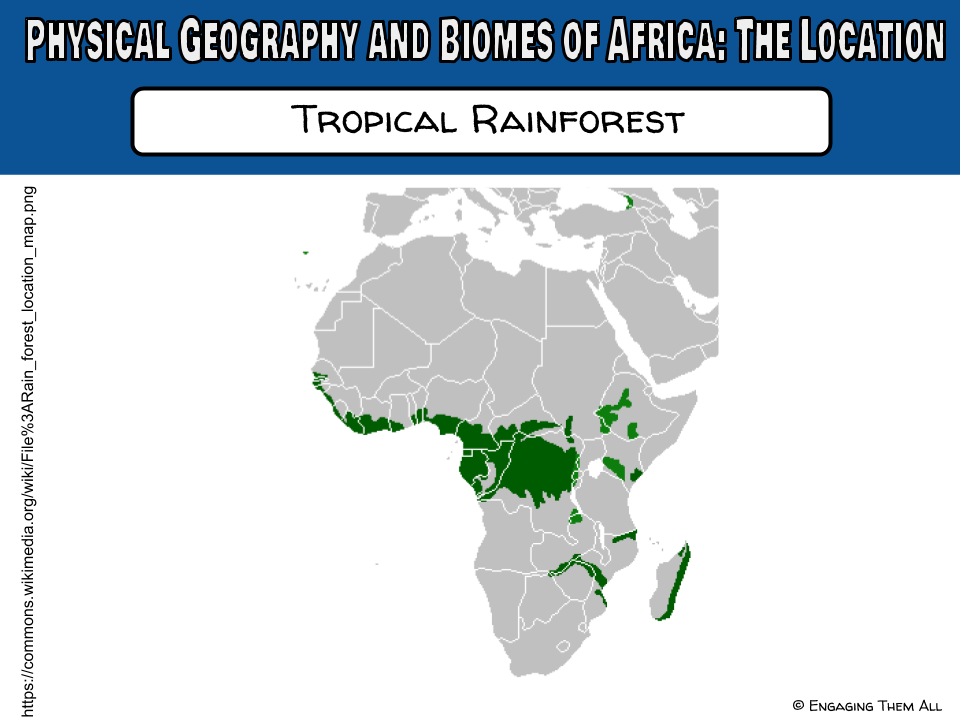 Physical Geography and Biomes of Africa: The Location
Tropical Rainforest
https://commons.wikimedia.org/wiki/File%3ARain_forest_location_map.png
© Engaging Them All